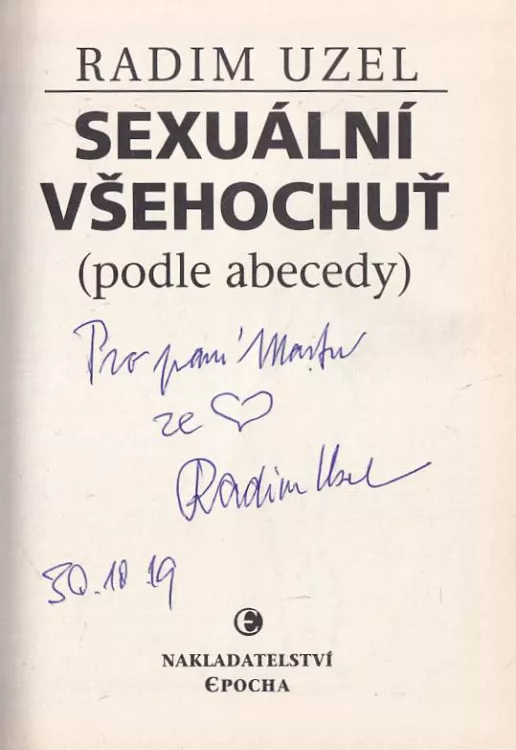 RADIM UZEL
SEXUÁLNÍ
VŠEHOCHUŤ
(podle abecedy)
Pro paní Martu
ze ♡
Radim Uzel
30.10.19
NAKLADATELSTVÍ
EPOCHA